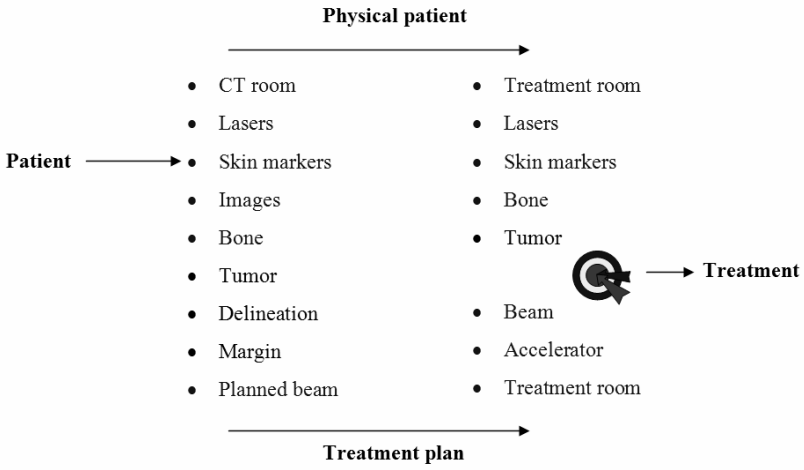 Physical patient
• CT room
• Lasers
• Skin markers
• Images
• Bone
• Tumor
• Delineation
• Margin
• Planned beam
Patient
• Treatment room
• Lasers
• Skin markers
• Bone
• Tumor
• Beam
• Accelerator
• Treatment room
Treatment
Treatment plan